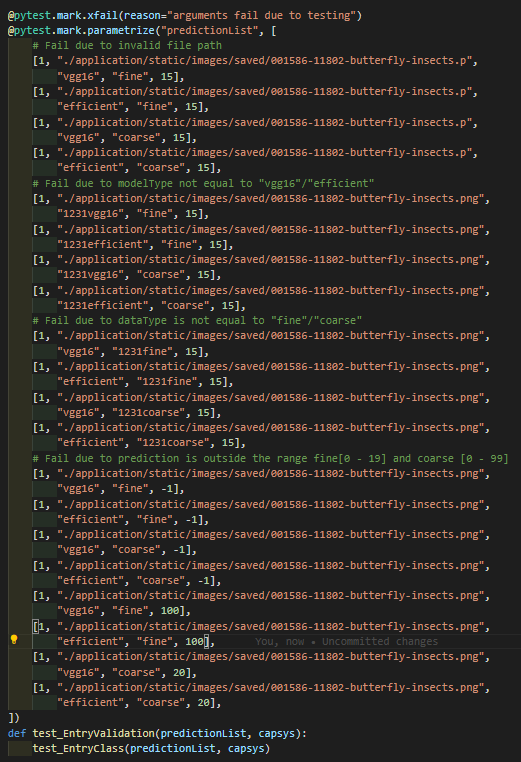 @pytest.mark.xfail(reason="arguments fail due to testing")
@pytest.mark.parametrize("predictionList", [
# Fail due to invalid file path
[1, "./application/static/images/saved/001586-11802-butterfly-insects.p",
"vgg16", "fine", 15],
[1, "./application/static/images/saved/001586-11802-butterfly-insects.p",
"efficient", "fine", 15],
[1, "./application/static/images/saved/001586-11802-butterfly-insects.p",
"vgg16", "coarse", 15],
[1, "./application/static/images/saved/001586-11802-butterfly-insects.p",
"efficient", "coarse", 15],
# Fail due to modelType not equal to "vgg16"/"efficient"
[1, "./application/static/images/saved/001586-11802-butterfly-insects.png",
"1231vgg16", "fine", 15],
[1, "./application/static/images/saved/001586-11802-butterfly-insects.png",
"1231efficient", "fine", 15],
[1, "./application/static/images/saved/001586-11802-butterfly-insects.png",
"1231vgg16", "coarse", 15],
[1, "./application/static/images/saved/001586-11802-butterfly-insects.png",
"1231efficient", "coarse", 15],
# Fail due to dataType is not equal to "fine"/"coarse"
[1, "./application/static/images/saved/001586-11802-butterfly-insects.png",
"vgg16", "1231fine", 15],
[1, "./application/static/images/saved/001586-11802-butterfly-insects.png",
"efficient", "1231fine", 15],
[1, "./application/static/images/saved/001586-11802-butterfly-insects.png",
"vgg16", "1231coarse", 15],
[1, "./application/static/images/saved/001586-11802-butterfly-insects.png",
"efficient", "1231coarse", 15],
# Fail due to prediction is outside the range fine[0 - 19] and coarse [0 - 99]
[1, "./application/static/images/saved/001586-11802-butterfly-insects.png",
"vgg16", "fine", -1],
[1, "./application/static/images/saved/001586-11802-butterfly-insects.png",
"efficient", "fine", -1],
[1, "./application/static/images/saved/001586-11802-butterfly-insects.png",
"vgg16", "coarse", -1],
[1, "./application/static/images/saved/001586-11802-butterfly-insects.png",
"efficient", "coarse", -1],
[1, "./application/static/images/saved/001586-11802-butterfly-insects.png",
"vgg16", "fine", 100],
[1, "./application/static/images/saved/001586-11802-butterfly-insects.png",
"efficient", "fine", 100], You, now • Uncommitted changes
[1, "./application/static/images/saved/001586-11802-butterfly-insects.png",
"vgg16", "coarse", 20],
[1, "./application/static/images/saved/001586-11802-butterfly-insects.png",
"efficient", "coarse", 20],
])
def test_EntryValidation(predictionList, capsys):
test_EntryClass(predictionList, capsys)